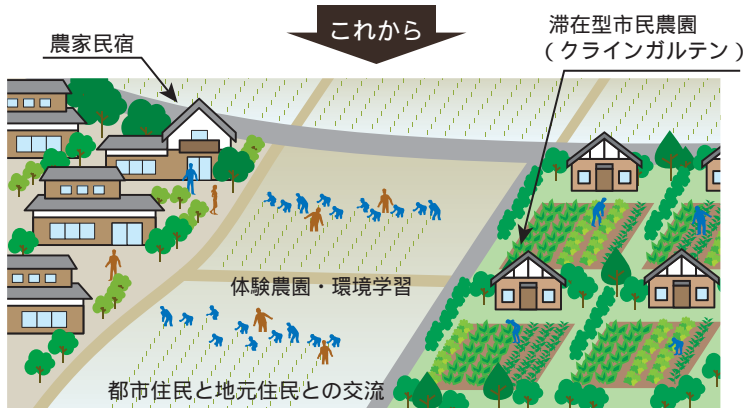 これから
農家民宿
滞在型市民農園
(クラインガルテン)
体験農園・環境学習
都市住民と地元住民との交流